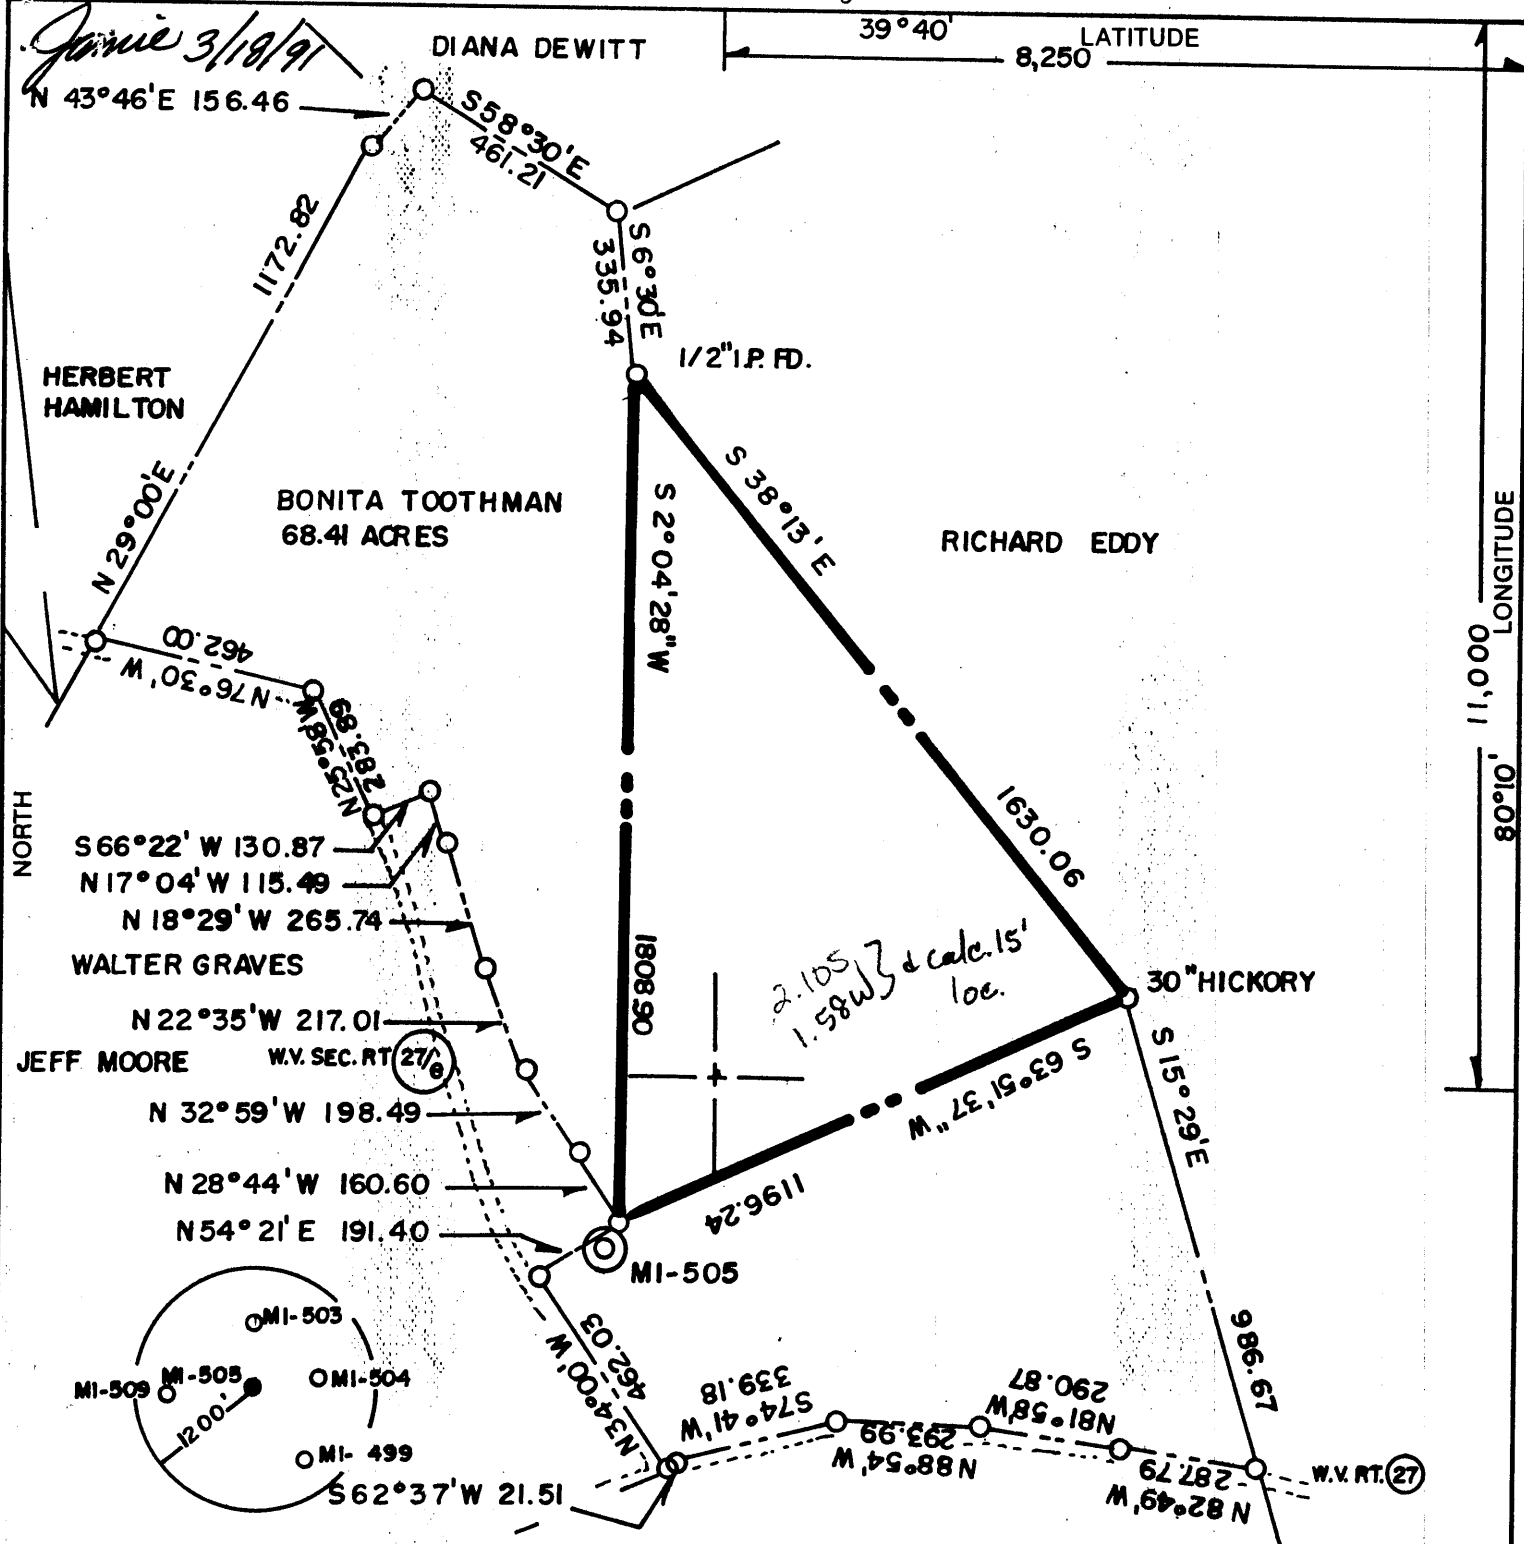 Jamie 3/18/91
DIANA DEWITT
39°40'
LATITUDE
8,250
N 43°46'E 156.46
S58°30'E
461.21
1172.82
S 6°30'E
335.94
1/2" I.P. FD.
HERBERT
HAMILTON
N 29°00'E
BONITA TOOTHMAN
68.41 ACRES
S 2°04'28"W
S 38°13'E
RICHARD EDDY
LONGITUDE
11,000
80°10'
462.00
N76°30'W
283.89
N25°58'W
NORTH
S 66°22' W 130.87
N 17°04' W 115.49
N 18°29' W 265.74
WALTER GRAVES
N 22°35' W 217.01
JEFF MOORE
W.V. SEC. RT 27/8
N 32°59' W 198.49
N 28°44' W 160.60
N 54°21' E 191.40
1808.90
1630.06
2.105
1.58W } d calc. 15'
loc.
30" HICKORY
S 63°51'37"W
1196.24
S 15°29'E
986.67
MI-505
MI-503
MI-509
MI-505
MI-504
1200'
MI-499
N34°00'W
462.03
S62°37'W 21.51
S74°41'W
339.18
N88°54'W
293.99
N81°58'W
290.87
N 82°49'W
287.79
W.V. RT. 27